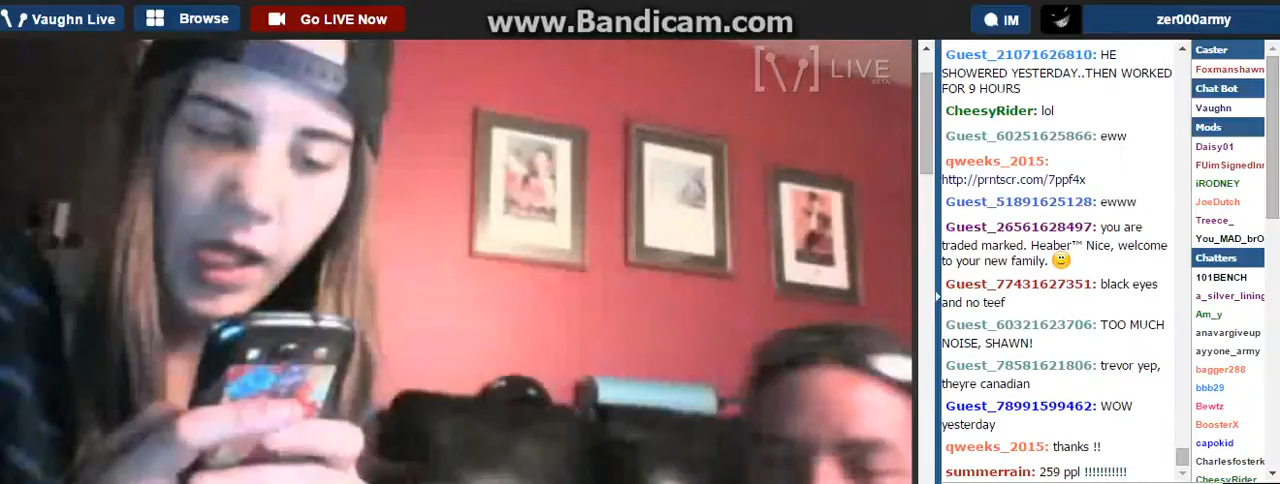 Vaughn Live
Browse
Go LIVE Now
www.Bandicam.com
IM
zer000army
[\/] LIVE
BETA
Guest_21071626810: HE
SHOWERED YESTERDAY..THEN WORKED
FOR 9 HOURS
CheesyRider: lol
Guest_60251625866: eww
qweeks_2015:
http://prntscr.com/7ppf4x
Guest_51891625128: ewww
Guest_26561628497: you are
traded marked. Heaber™ Nice, welcome
to your new family.
Guest_77431627351: black eyes
and no teef
Guest_60321623706: TOO MUCH
NOISE, SHAWN!
Guest_78581621806: trevor yep,
theyre canadian
Guest_78991599462: WOW
yesterday
qweeks_2015: thanks !!
summerrain: 259 ppl !!!!!!!!!!!
Caster
Foxmanshawn
Chat Bot
Vaughn
Mods
Daisy01
FUimSignedInn
iRODNEY
JoeDutch
Treece_
You_MAD_brO
Chatters
101BENCH
a_silver_lining
Am_y
anavargiveup
ayyone_army
bagger288
bbb29
Bewtz
BoosterX
capokid
Charlesfosterk
CheesyRider